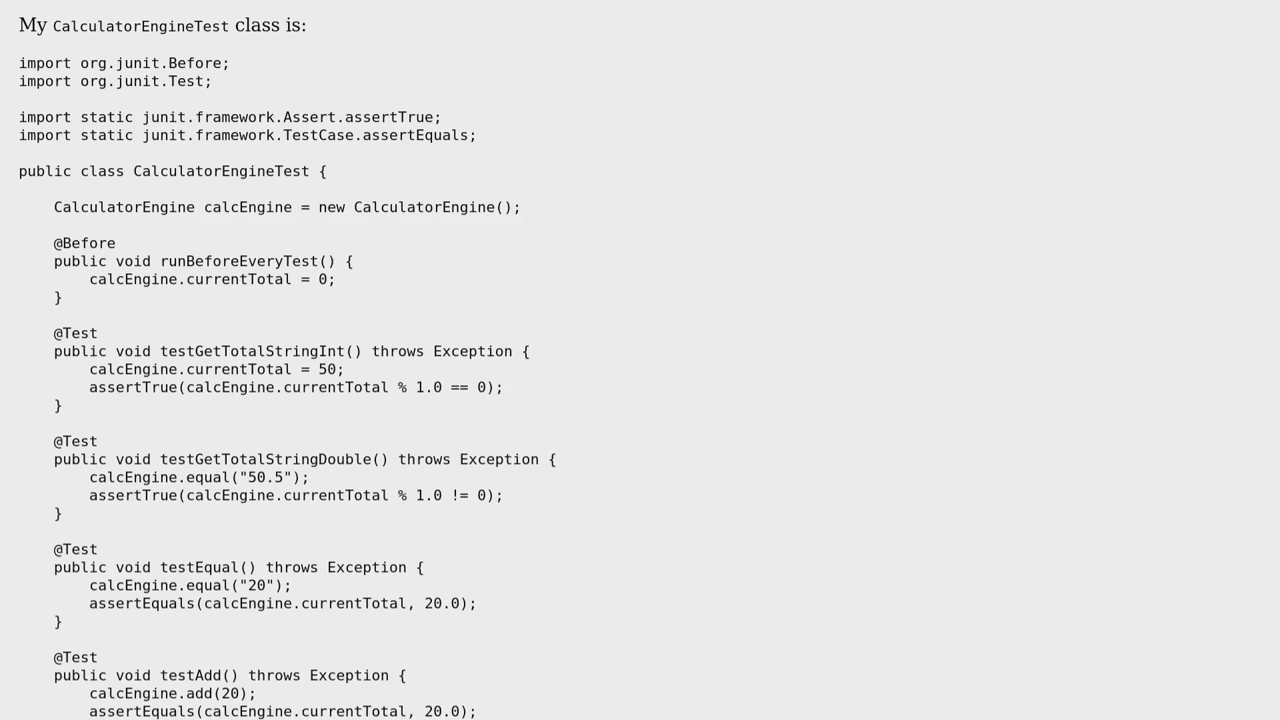 My CalculatorEngineTest class is:
import org.junit.Before;
import org.junit.Test;
import static junit.framework.Assert.assertTrue;
import static junit.framework.TestCase.assertEquals;
public class CalculatorEngineTest {
    CalculatorEngine calcEngine = new CalculatorEngine();
    @Before
    public void runBeforeEveryTest() {
        calcEngine.currentTotal = 0;
    }
    @Test
    public void testGetTotalStringInt() throws Exception {
        calcEngine.currentTotal = 50;
        assertTrue(calcEngine.currentTotal % 1.0 == 0);
    }
    @Test
    public void testGetTotalStringDouble() throws Exception {
        calcEngine.equal("50.5");
        assertTrue(calcEngine.currentTotal % 1.0 != 0);
    }
    @Test
    public void testEqual() throws Exception {
        calcEngine.equal("20");
        assertEquals(calcEngine.currentTotal, 20.0);
    }
    @Test
    public void testAdd() throws Exception {
        calcEngine.add(20);
        assertEquals(calcEngine.currentTotal, 20.0);